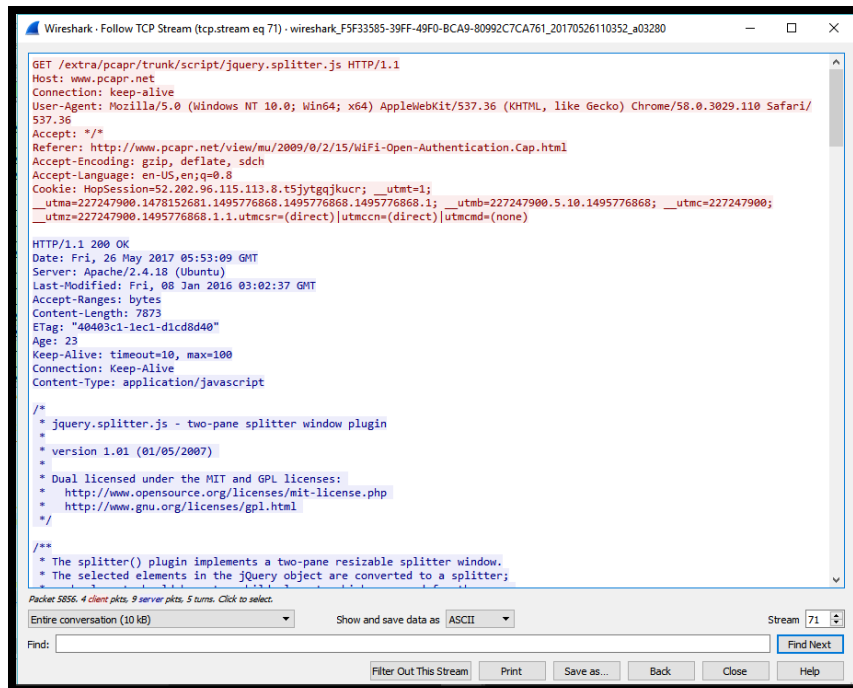 Wireshark · Follow TCP Stream (tcp.stream eq 71) · wireshark_F5F33585-39FF-49F0-BCA9-80992C7CA761_20170526110352_a03280
GET /extra/pcapr/trunk/script/jquery.splitter.js HTTP/1.1
Host: www.pcapr.net
Connection: keep-alive
User-Agent: Mozilla/5.0 (Windows NT 10.0; Win64; x64) AppleWebKit/537.36 (KHTML, like Gecko) Chrome/58.0.3029.110 Safari/
537.36
Accept: */*
Referer: http://www.pcapr.net/view/mu/2009/0/2/15/WiFi-Open-Authentication.Cap.html
Accept-Encoding: gzip, deflate, sdch
Accept-Language: en-US,en;q=0.8
Cookie: HopSession=52.202.96.115.113.8.t5jytgqjkucr; __utmt=1;
__utma=227247900.1478152681.1495776868.1495776868.1495776868.1; __utmb=227247900.5.10.1495776868; __utmc=227247900;
__utmz=227247900.1495776868.1.1.utmcsr=(direct)|utmccn=(direct)|utmcmd=(none)
HTTP/1.1 200 OK
Date: Fri, 26 May 2017 05:53:09 GMT
Server: Apache/2.4.18 (Ubuntu)
Last-Modified: Fri, 08 Jan 2016 03:02:37 GMT
Accept-Ranges: bytes
Content-Length: 7873
ETag: "40403c1-1ec1-d1cd8d40"
Age: 23
Keep-Alive: timeout=10, max=100
Connection: Keep-Alive
Content-Type: application/javascript
/*
* jquery.splitter.js - two-pane splitter window plugin
*
* version 1.01 (01/05/2007)
*
* Dual licensed under the MIT and GPL licenses:
* http://www.opensource.org/licenses/mit-license.php
* http://www.gnu.org/licenses/gpl.html
*/
/**
* The splitter() plugin implements a two-pane resizable splitter window.
* The selected elements in the jQuery object are converted to a splitter;
Packet 5856. 4 client pkts, 9 server pkts, 5 turns. Click to select.
Entire conversation (10 kB) Show and save data as ASCII Stream 71
Find: Find Next
Filter Out This Stream Print Save as... Back Close Help